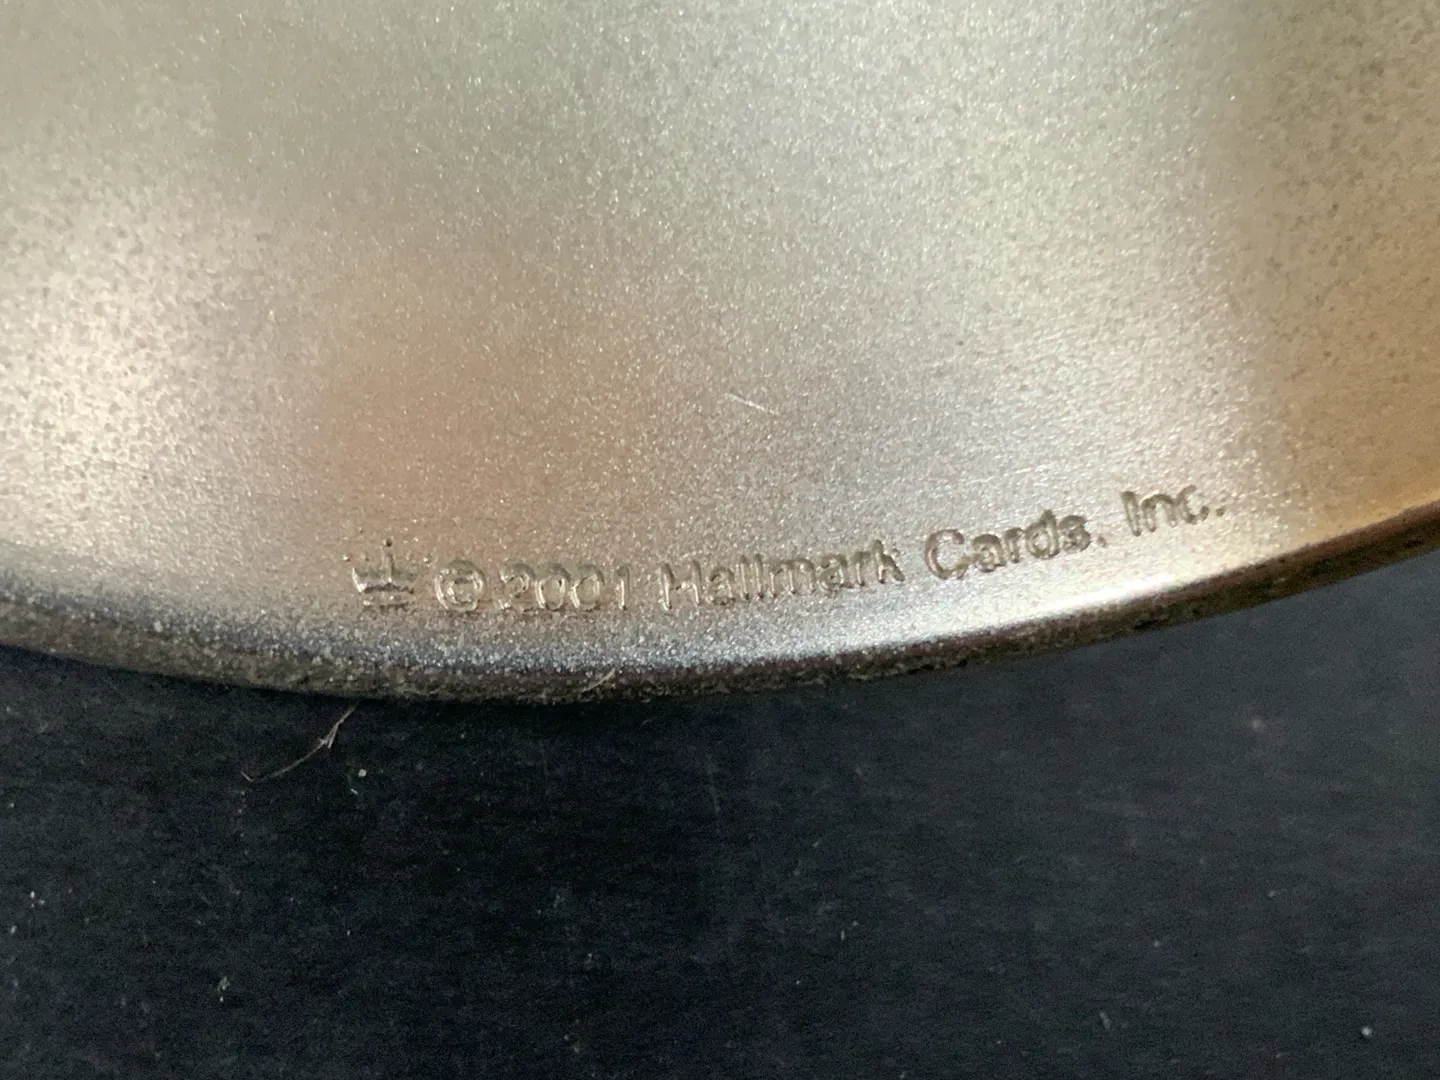 © 2001 Hallmark Cards, Inc.